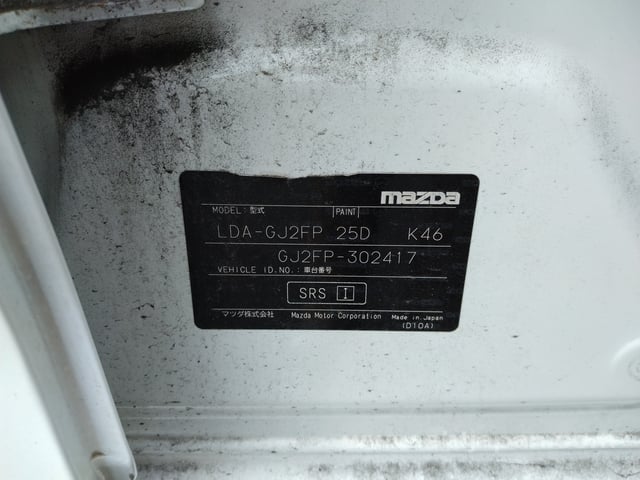 mazda
MODEL: 型式 PAINT
LDA-GJ2FP 25D K46
GJ2FP-302417
VEHICLE ID.NO.: 車台番号
SRS I
マツダ株式会社 Mazda Motor Corporation Made in Japan
(D10A)